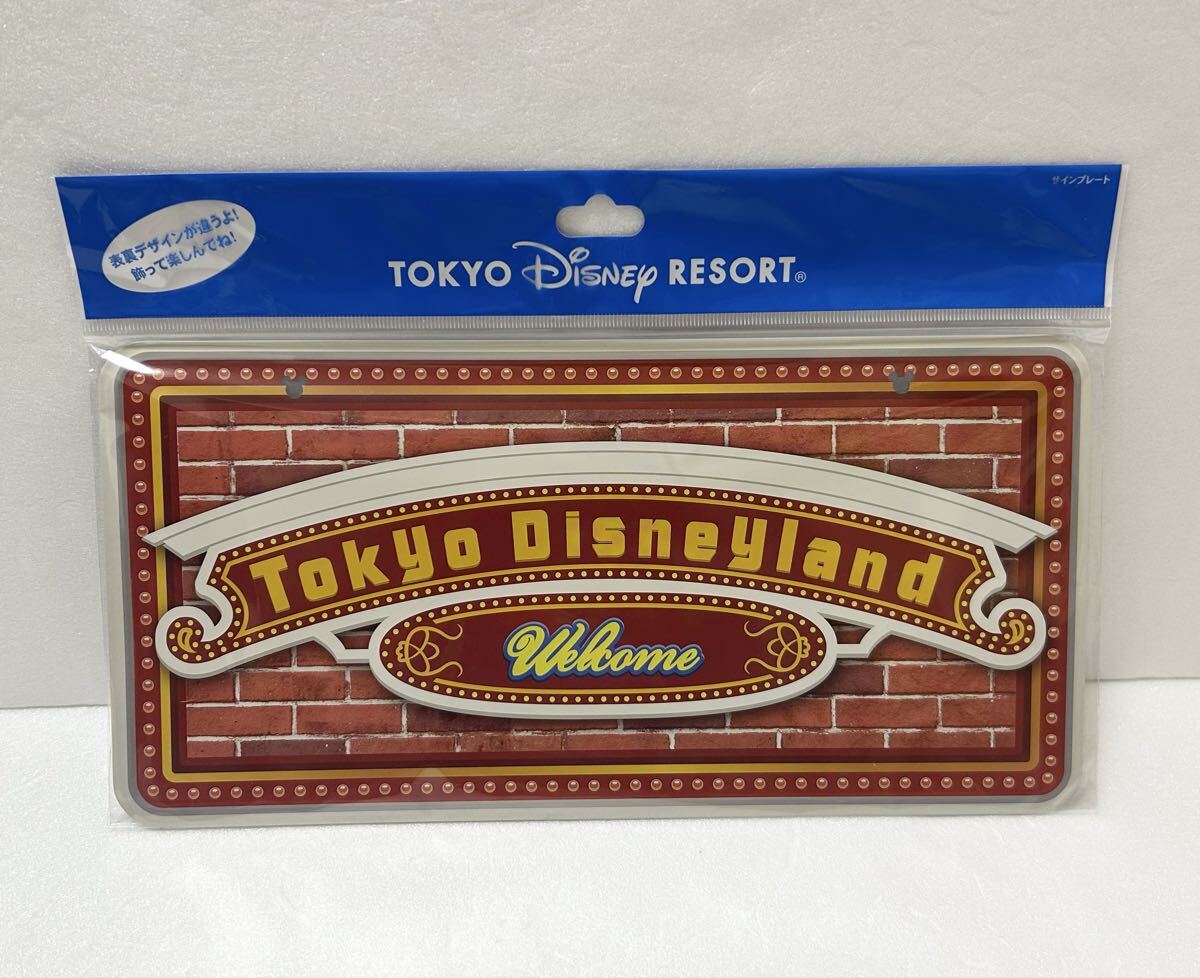 サインプレート
表裏デザインが違うよ!
飾って楽しんでね!
TOKYO Disney RESORT®
Tokyo Disneyland
Welcome